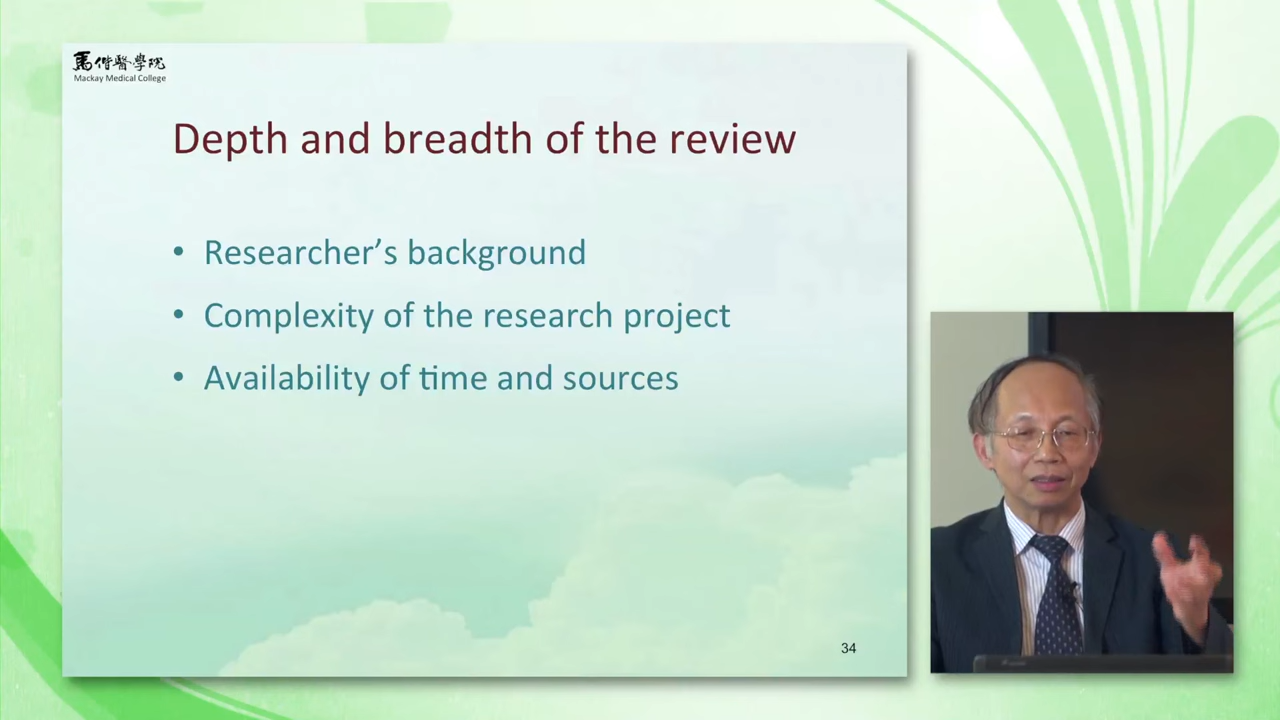 馬偕醫學院
Mackay Medical College
Depth and breadth of the review
• Researcher’s background
• Complexity of the research project
• Availability of time and sources
34